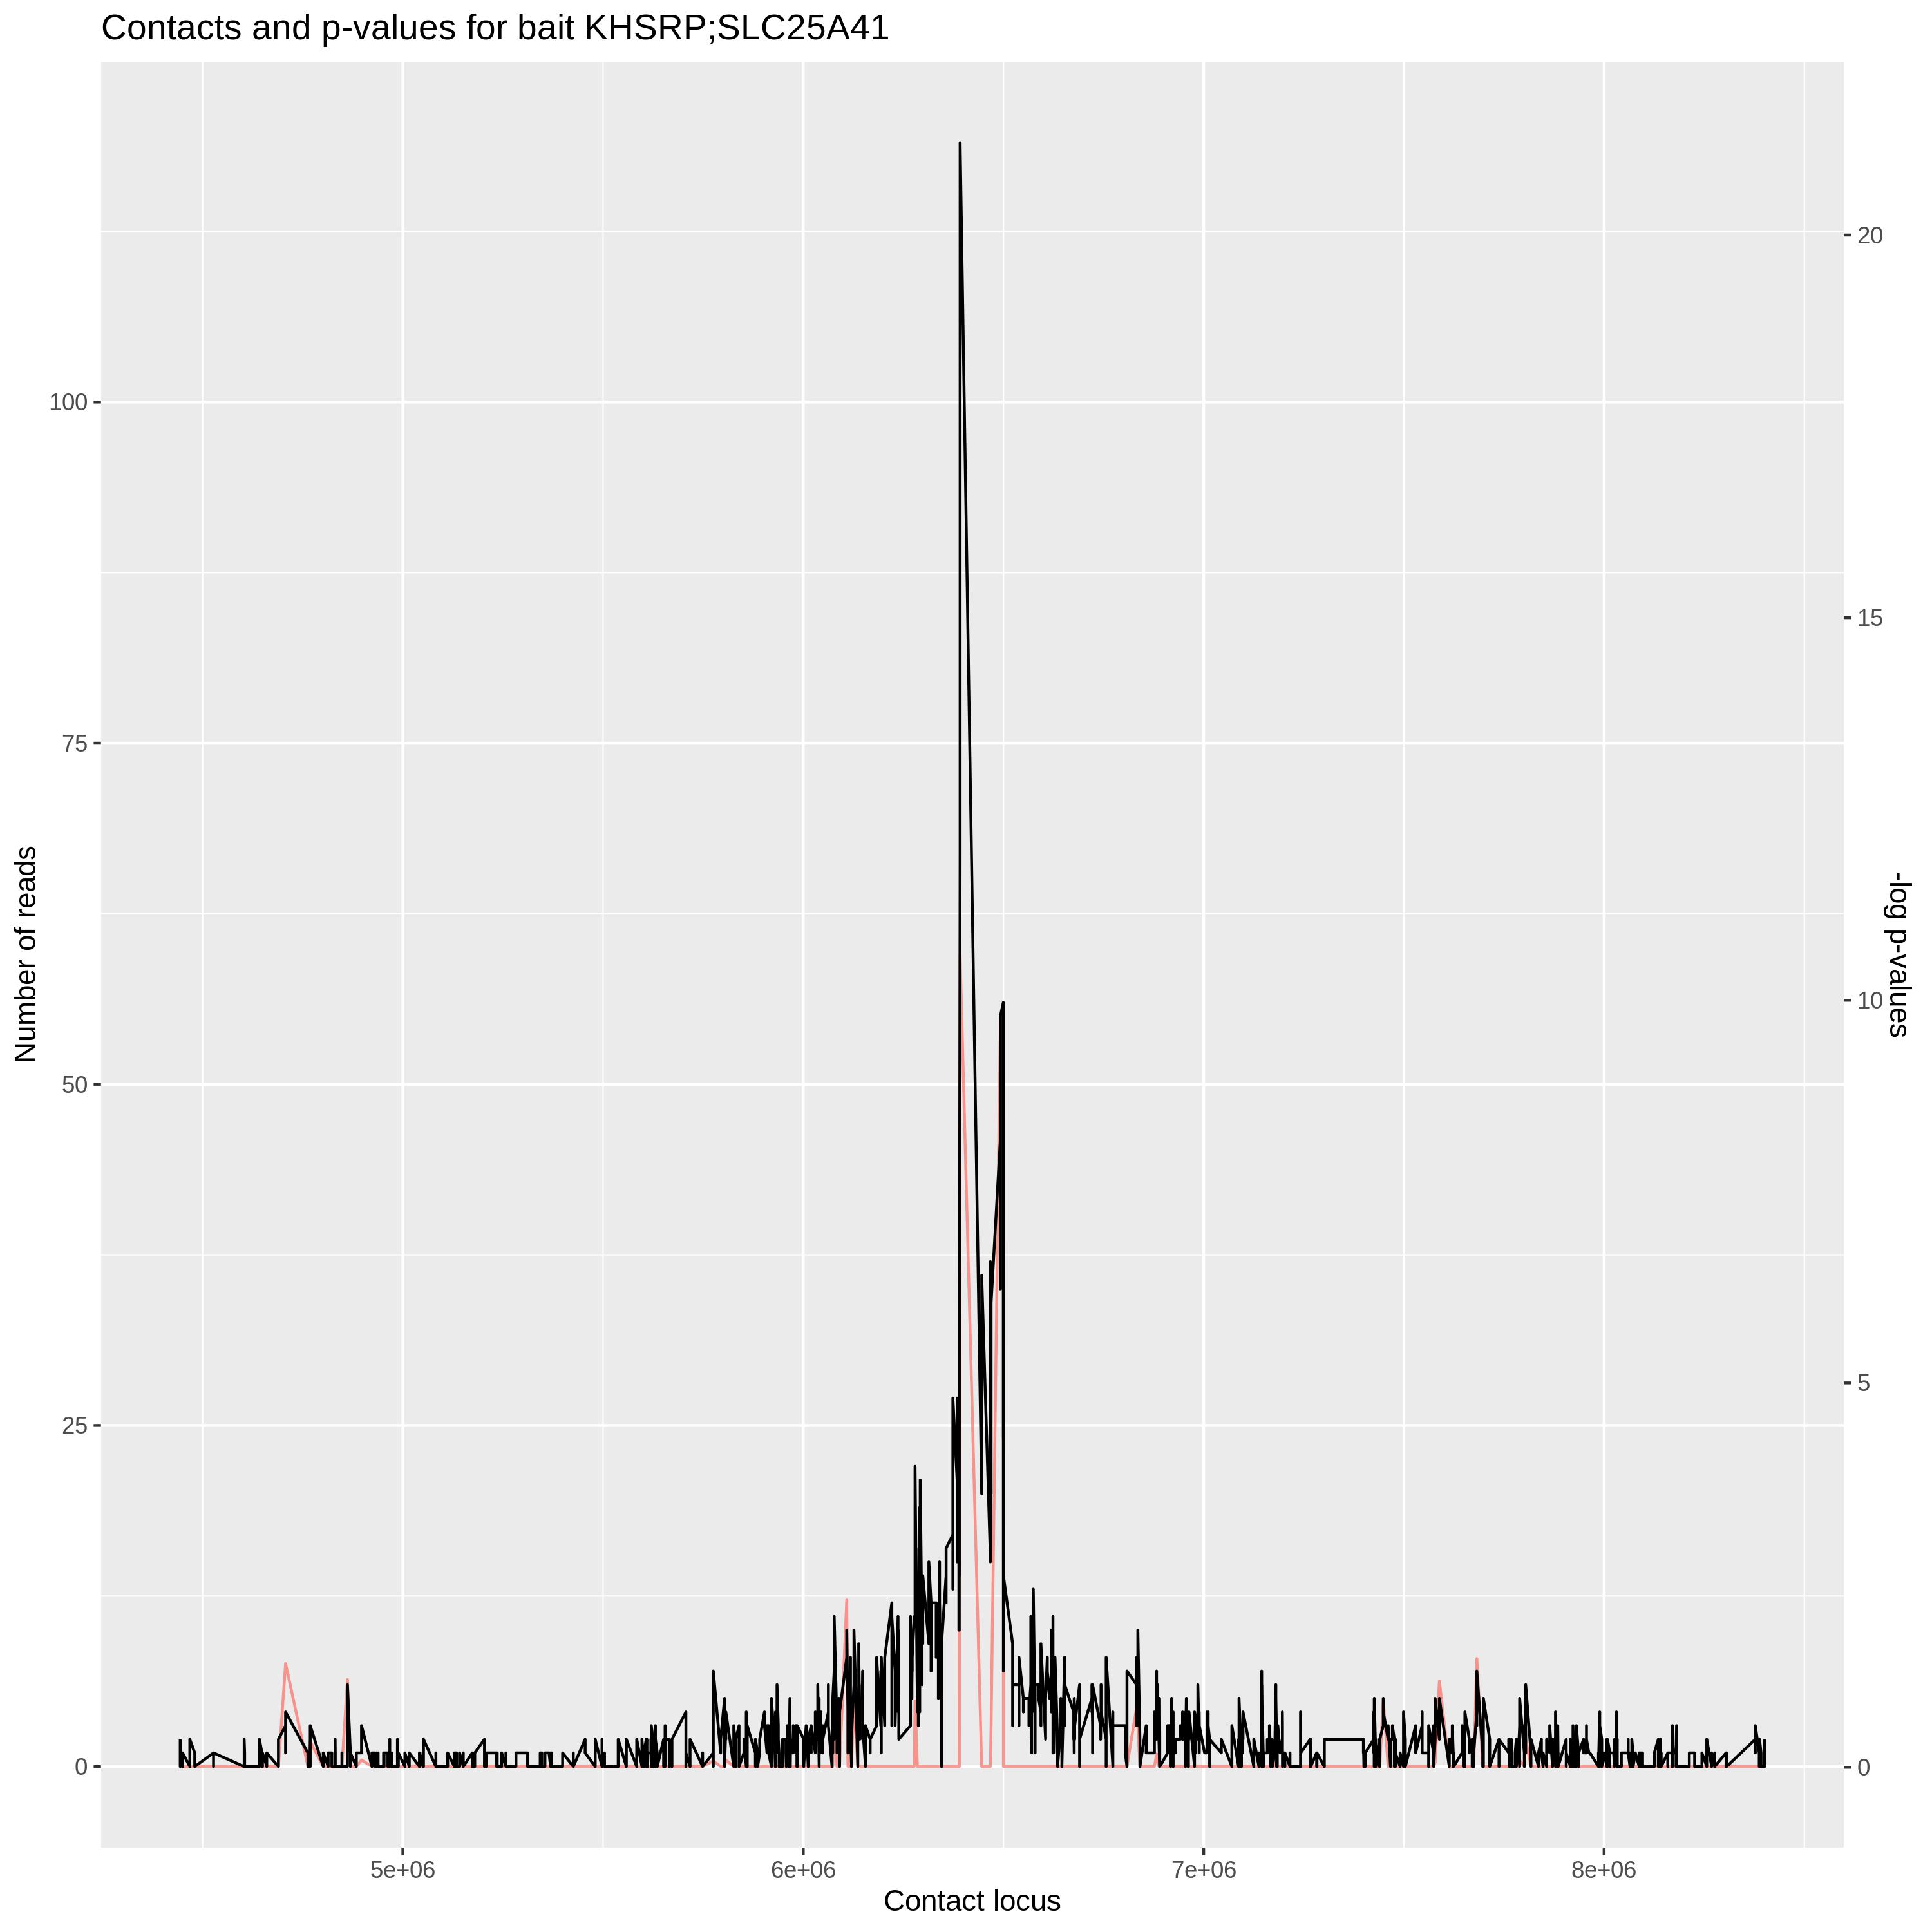 Contacts and p-values for bait KHSRP;SLC25A41
100
75
50
25
0
Number of reads
20
15
10
5
0
-log p-values
5e+06
6e+06
7e+06
8e+06
Contact locus